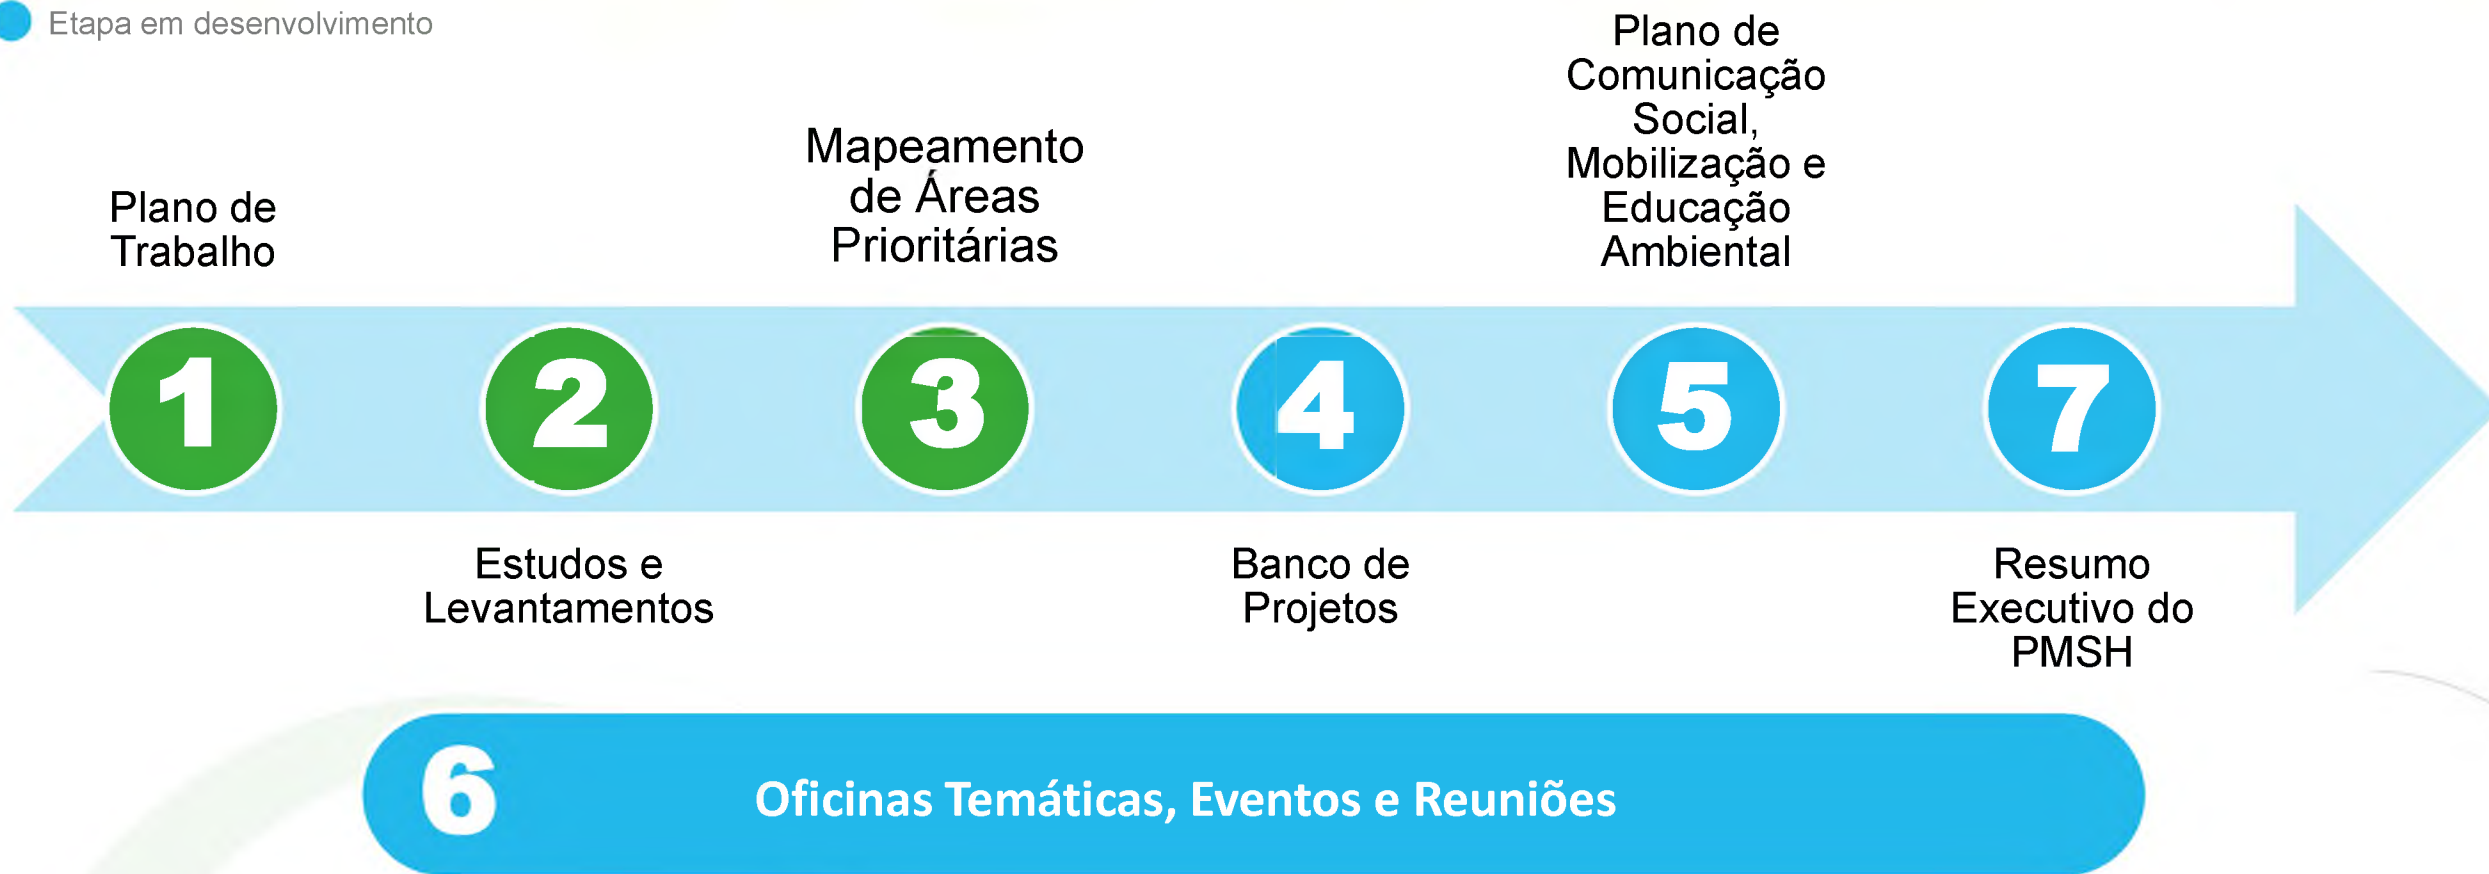 Etapa em desenvolvimento
Plano de
Trabalho
Mapeamento
de Áreas
Prioritárias
Plano de
Comunicação
Social,
Mobilização e
Educação
Ambiental
1
2
3
4
5
7
Estudos e
Levantamentos
Banco de
Projetos
Resumo
Executivo do
PMSH
6
Oficinas Temáticas, Eventos e Reuniões